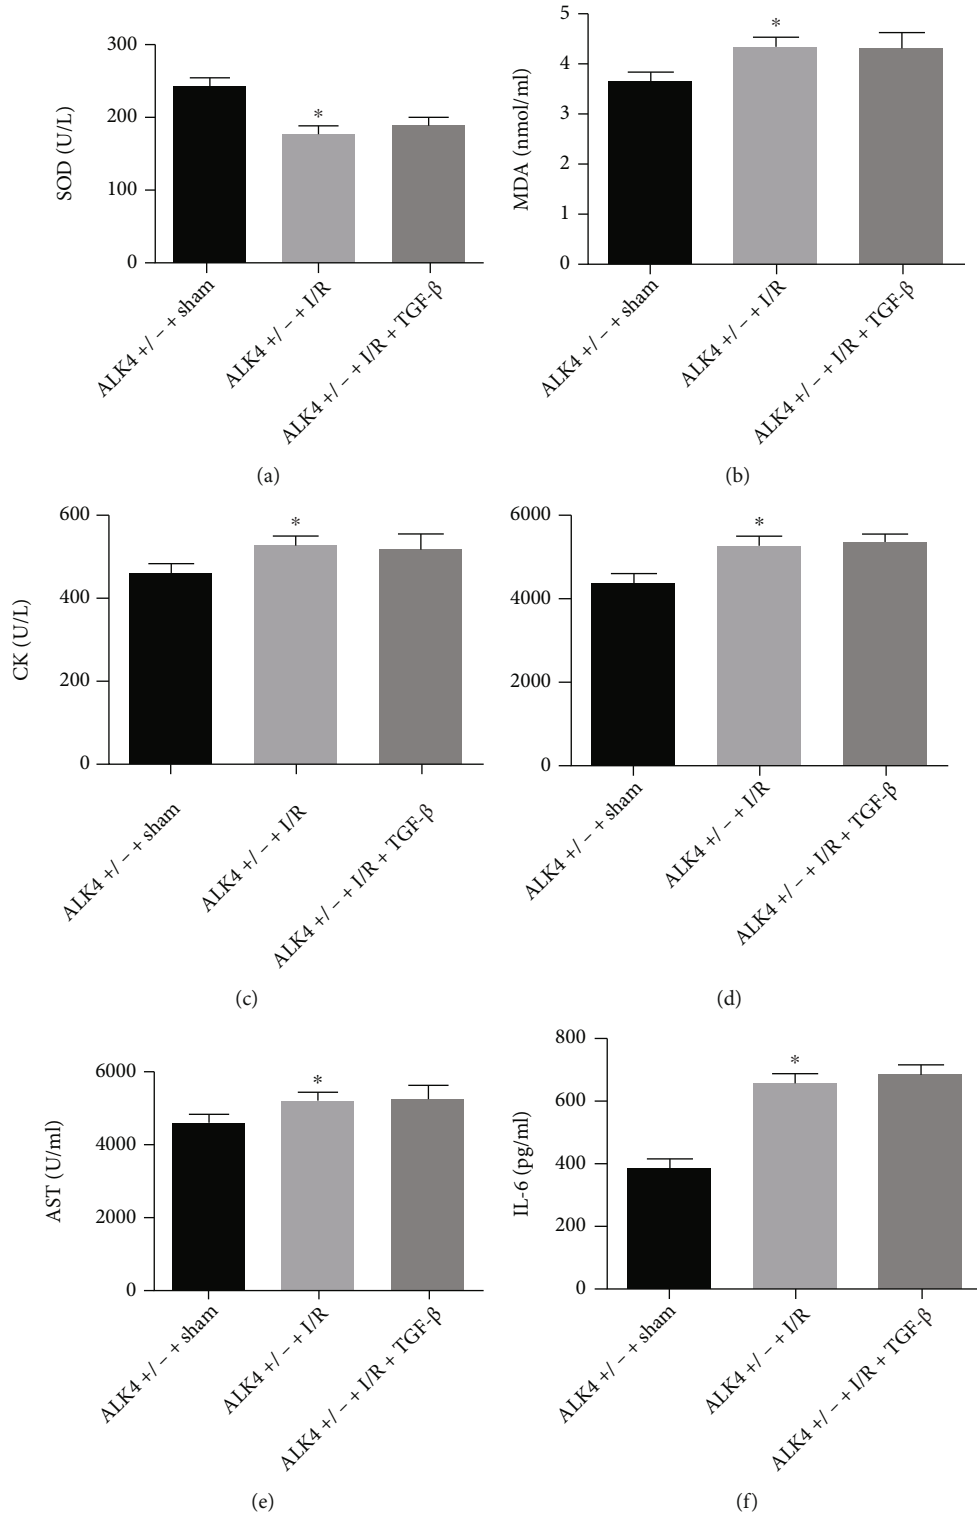 SOD (U/L)
300
200
100
0
*
ALK4 +/ − + sham
ALK4 +/ − + I/R
ALK4 +/ − + I/R + TGF-β
(a)
MDA (nmol/ml)
5
4
3
2
1
0
*
ALK4 +/ − + sham
ALK4 +/ − + I/R
ALK4 +/ − + I/R + TGF-β
(b)
CK (U/L)
600
400
200
0
*
ALK4 +/ − + sham
ALK4 +/ − + I/R
ALK4 +/ − + I/R + TGF-β
(c)
6000
4000
2000
0
*
ALK4 +/ − + sham
ALK4 +/ − + I/R
ALK4 +/ − + I/R + TGF-β
(d)
AST (U/ml)
6000
4000
2000
0
*
ALK4 +/ − + sham
ALK4 +/ − + I/R
ALK4 +/ − + I/R + TGF-β
(e)
IL-6 (pg/ml)
800
600
400
200
0
*
ALK4 +/ − + sham
ALK4 +/ − + I/R
ALK4 +/ − + I/R + TGF-β
(f)